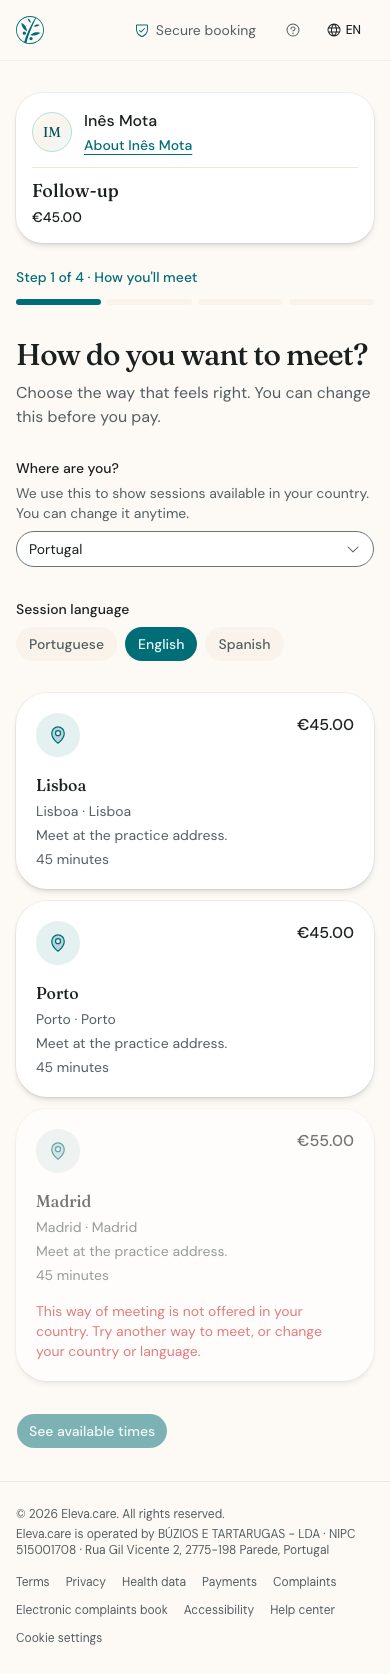 Secure booking
EN
IM
Inês Mota
About Inês Mota
Follow-up
€45.00
Step 1 of 4 · How you'll meet
How do you want to meet?
Choose the way that feels right. You can change
this before you pay.
Where are you?
We use this to show sessions available in your country.
You can change it anytime.
Portugal
Session language
Portuguese English Spanish
€45.00
Lisboa
Lisboa · Lisboa
Meet at the practice address.
45 minutes
€45.00
Porto
Porto · Porto
Meet at the practice address.
45 minutes
€55.00
Madrid
Madrid · Madrid
Meet at the practice address.
45 minutes
This way of meeting is not offered in your
country. Try another way to meet, or change
your country or language.
See available times
© 2026 Eleva.care. All rights reserved.
Eleva.care is operated by BÚZIOS E TARTARUGAS – LDA · NIPC
515001708 · Rua Gil Vicente 2, 2775-198 Parede, Portugal
Terms Privacy Health data Payments Complaints
Electronic complaints book Accessibility Help center
Cookie settings